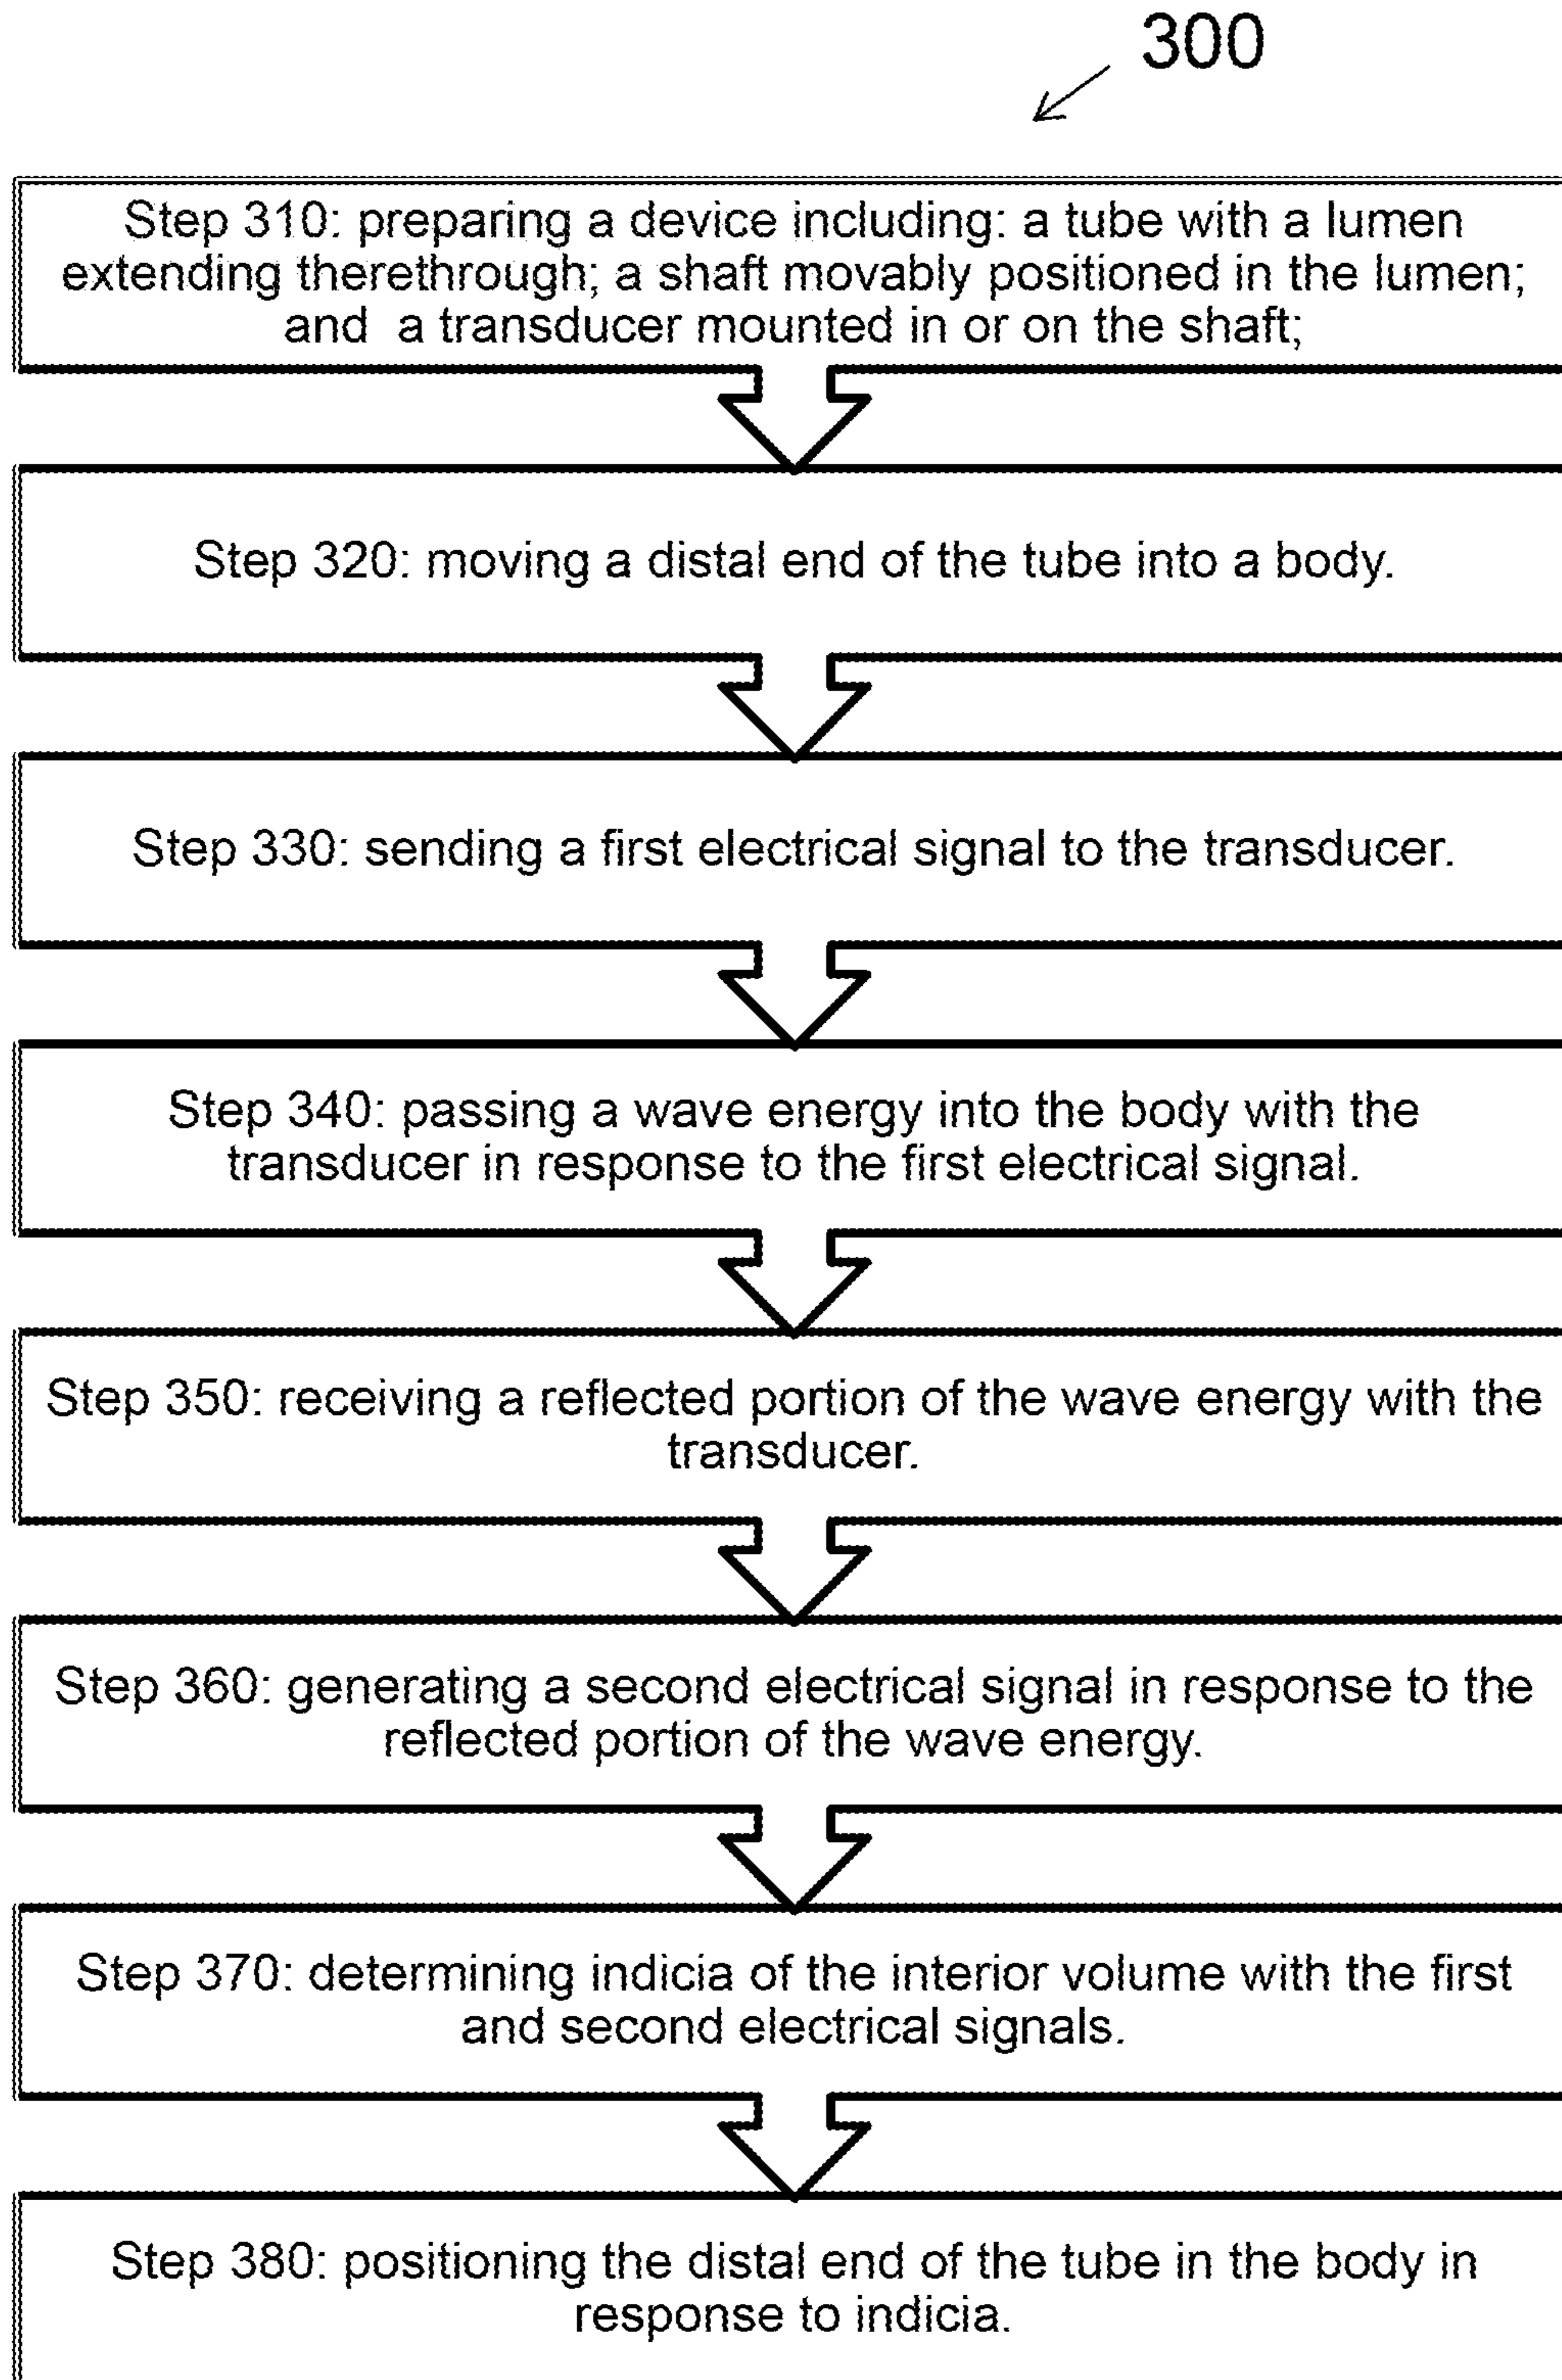 300
Step 310: preparing a device including: a tube with a lumen
extending therethrough; a shaft movably positioned in the lumen;
and a transducer mounted in or on the shaft;
Step 320: moving a distal end of the tube into a body.
Step 330: sending a first electrical signal to the transducer.
Step 340: passing a wave energy into the body with the
transducer in response to the first electrical signal.
Step 350: receiving a reflected portion of the wave energy with the
transducer.
Step 360: generating a second electrical signal in response to the
reflected portion of the wave energy.
Step 370: determining indicia of the interior volume with the first
and second electrical signals.
Step 380: positioning the distal end of the tube in the body in
response to indicia.